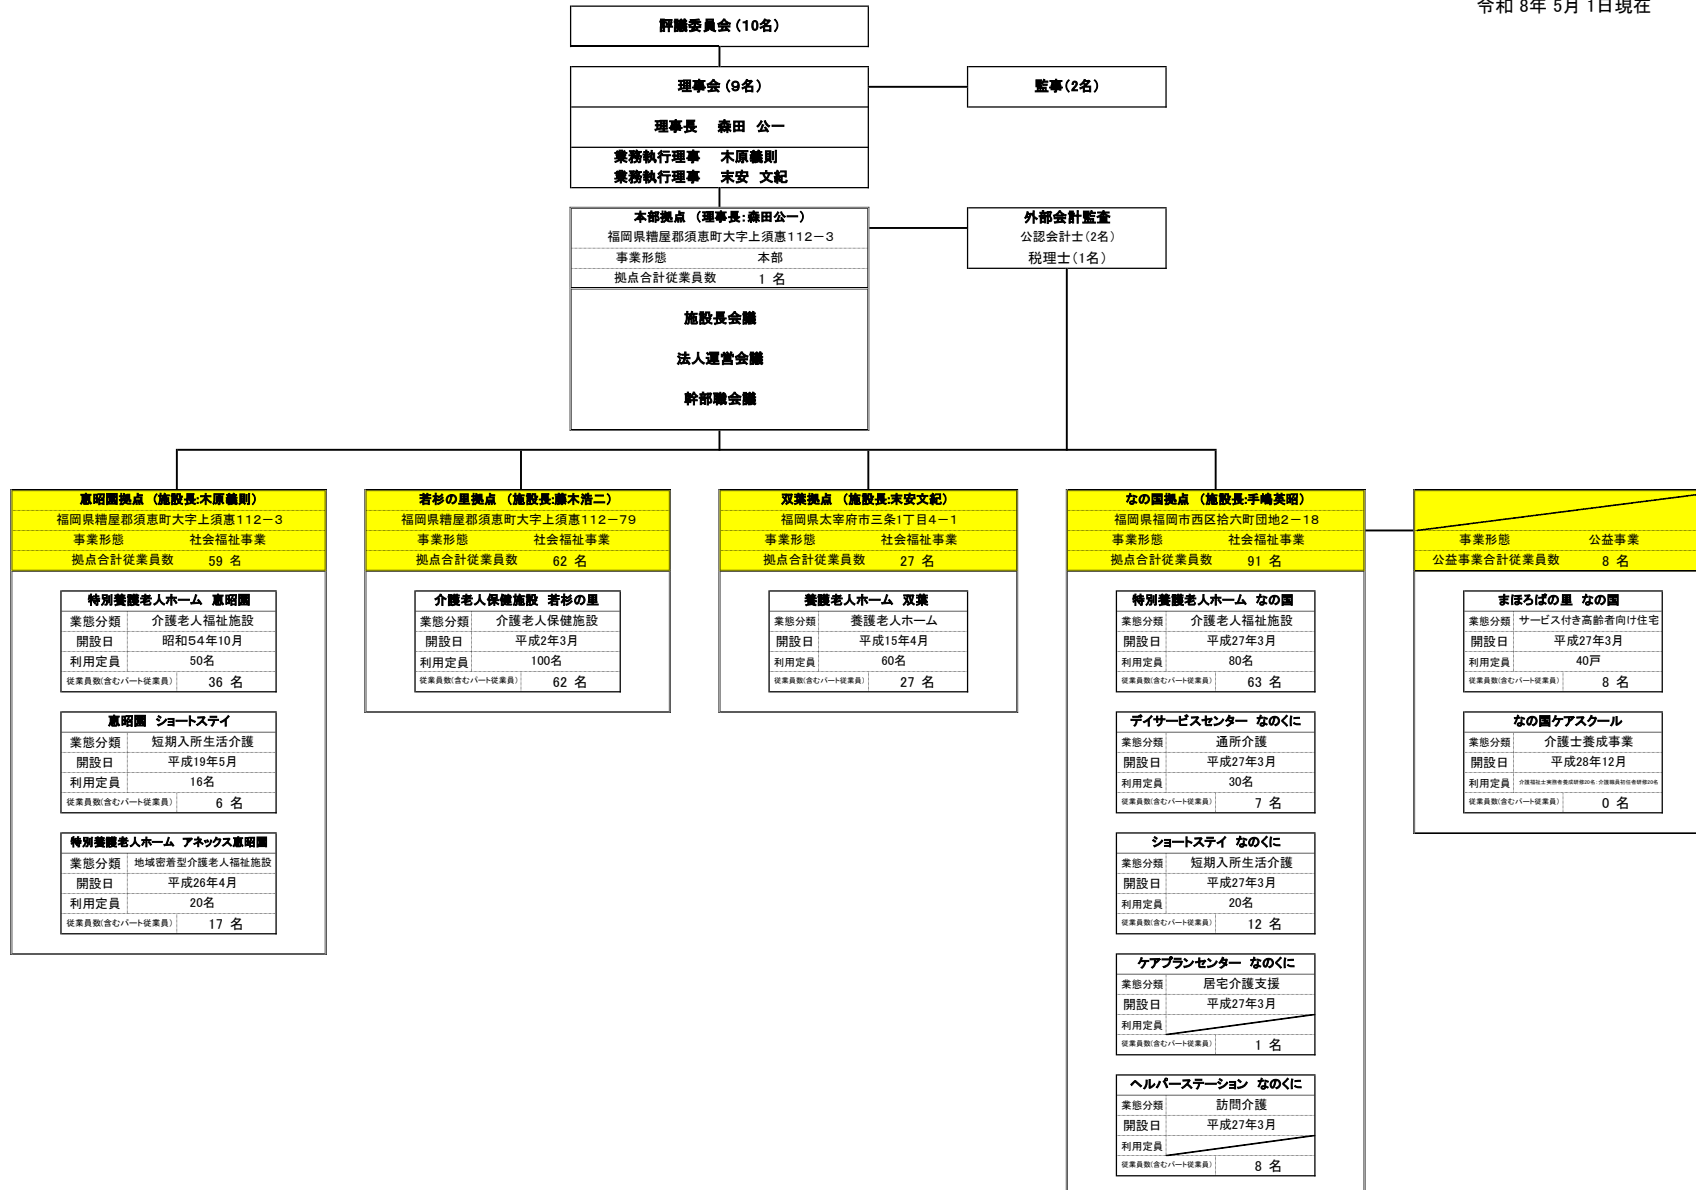 令和 8年 5月 1日現在
評議委員会 (10名)
理事会 (9名)
監事(2名)
理事長 森田 公一
業務執行理事 木原義則
業務執行理事 末安 文紀
本部拠点 (理事長:森田公一)
福岡県糟屋郡須恵町大字上須惠112-3
事業形態 本部
拠点合計従業員数 1 名
外部会計監査
公認会計士(2名)
税理士(1名)
施設長会議
法人運営会議
幹部職会議
恵昭園拠点 (施設長:木原義則)
福岡県糟屋郡須恵町大字上須惠112-3
事業形態 社会福祉事業
拠点合計従業員数 59 名
特別養護老人ホーム 恵昭園
業態分類 介護老人福祉施設
開設日 昭和54年10月
利用定員 50名
従業員数(含むパート従業員) 36 名
恵昭園 ショートステイ
業態分類 短期入所生活介護
開設日 平成19年5月
利用定員 16名
従業員数(含むパート従業員) 6 名
特別養護老人ホーム アネックス恵昭園
業態分類 地域密着型介護老人福祉施設
開設日 平成26年4月
利用定員 20名
従業員数(含むパート従業員) 17 名
若杉の里拠点 (施設長:藤木浩二)
福岡県糟屋郡須恵町大字上須惠112-79
事業形態 社会福祉事業
拠点合計従業員数 62 名
介護老人保健施設 若杉の里
業態分類 介護老人保健施設
開設日 平成2年3月
利用定員 100名
従業員数(含むパート従業員) 62 名
双葉拠点 (施設長:末安文紀)
福岡県太宰府市三条1丁目4-1
事業形態 社会福祉事業
拠点合計従業員数 27 名
養護老人ホーム 双葉
業態分類 養護老人ホーム
開設日 平成15年4月
利用定員 60名
従業員数(含むパート従業員) 27 名
なの国拠点 (施設長:手嶋英昭)
福岡県福岡市西区拾六町団地2-18
事業形態 社会福祉事業
拠点合計従業員数 91 名
特別養護老人ホーム なの国
業態分類 介護老人福祉施設
開設日 平成27年3月
利用定員 80名
従業員数(含むパート従業員) 63 名
デイサービスセンター なのくに
業態分類 通所介護
開設日 平成27年3月
利用定員 30名
従業員数(含むパート従業員) 7 名
ショートステイ なのくに
業態分類 短期入所生活介護
開設日 平成27年3月
利用定員 20名
従業員数(含むパート従業員) 12 名
ケアプランセンター なのくに
業態分類 居宅介護支援
開設日 平成27年3月
利用定員
従業員数(含むパート従業員) 1 名
ヘルパーステーション なのくに
業態分類 訪問介護
開設日 平成27年3月
利用定員
従業員数(含むパート従業員) 8 名
事業形態 公益事業
公益事業合計従業員数 8 名
まほろばの里 なの国
業態分類 サービス付き高齢者向け住宅
開設日 平成27年3月
利用定員 40戸
従業員数(含むパート従業員) 8 名
なの国ケアスクール
業態分類 介護士養成事業
開設日 平成28年12月
利用定員 介護福祉士実務者養成研修20名・介護職員初任者研修20名
従業員数(含むパート従業員) 0 名